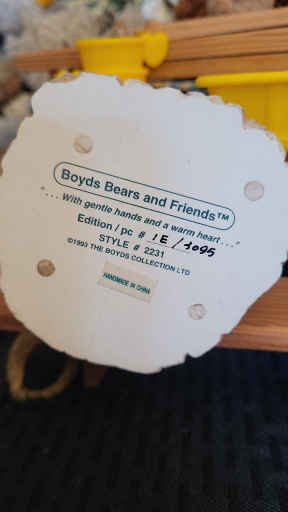 Boyds Bears and Friends™
"... With gentle hands and a warm heart ..."
Edition / pc # 1E / 1095
STYLE # 2231
©1993 THE BOYDS COLLECTION LTD
HANDMADE IN CHINA